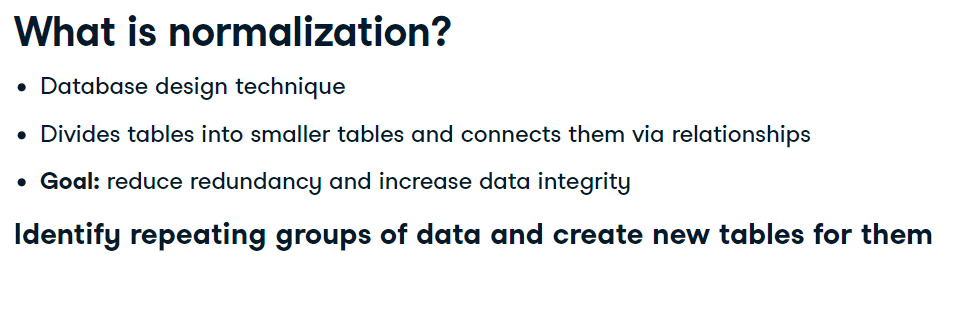 What is normalization?
• Database design technique
• Divides tables into smaller tables and connects them via relationships
• Goal: reduce redundancy and increase data integrity
Identify repeating groups of data and create new tables for them